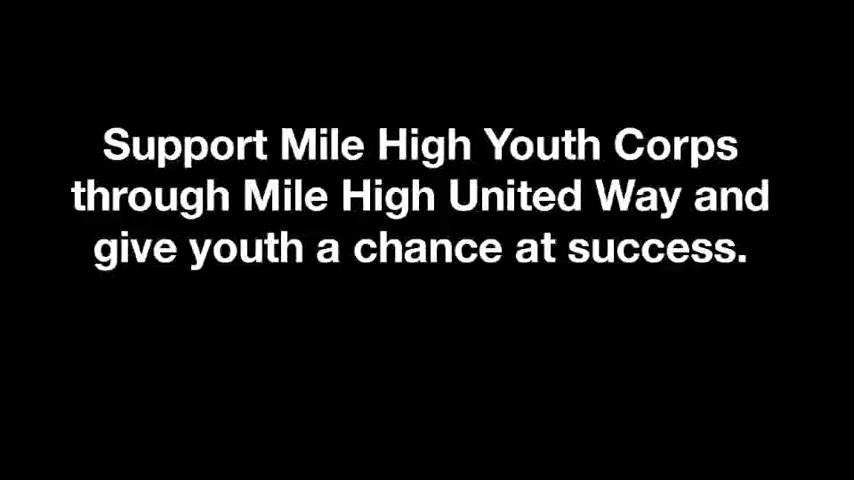 Support Mile High Youth Corps
through Mile High United Way and
give youth a chance at success.